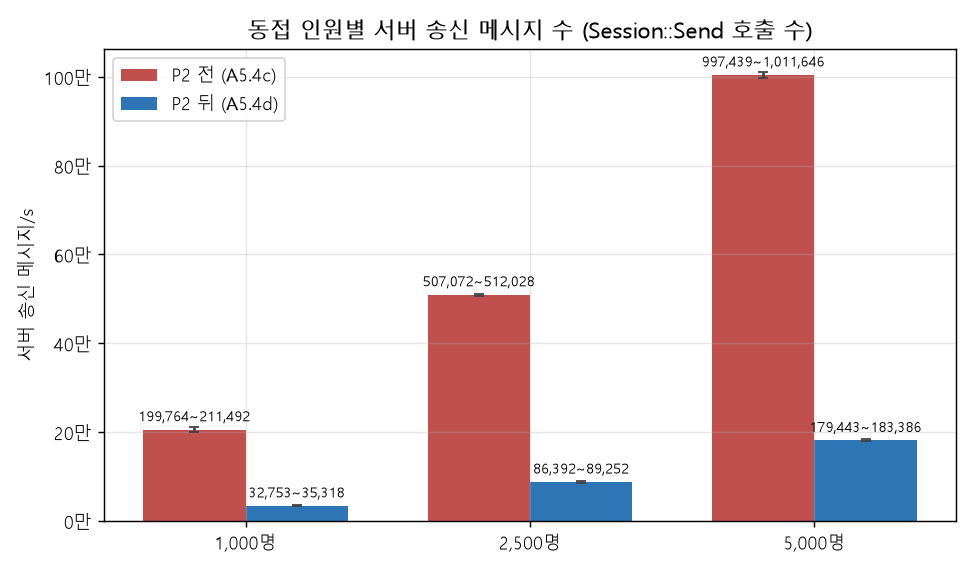 동접 인원별 서버 송신 메시지 수 (Session::Send 호출 수)
P2 전 (A5.4c)
P2 뒤 (A5.4d)
서버 송신 메시지/s
100만
80만
60만
40만
20만
0만
199,764~211,492
32,753~35,318
507,072~512,028
86,392~89,252
997,439~1,011,646
179,443~183,386
1,000명
2,500명
5,000명